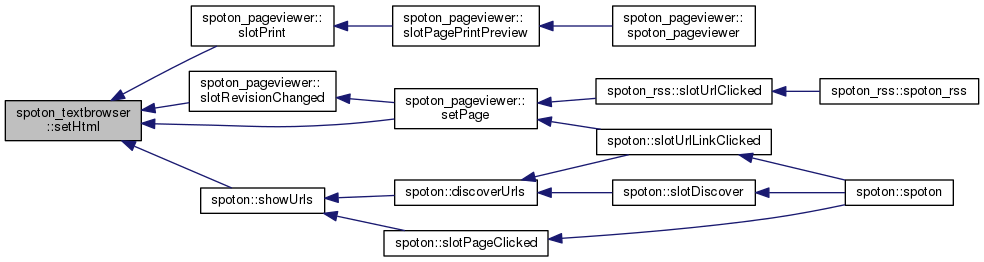 spoton_textbrowser
::setHtml
spoton_pageviewer::
slotPrint
spoton_pageviewer::
slotPagePrintPreview
spoton_pageviewer::
spoton_pageviewer
spoton_pageviewer::
slotRevisionChanged
spoton_pageviewer::
setPage
spoton_rss::slotUrlClicked
spoton_rss::spoton_rss
spoton::slotUrlLinkClicked
spoton::showUrls
spoton::discoverUrls
spoton::slotDiscover
spoton::spoton
spoton::slotPageClicked